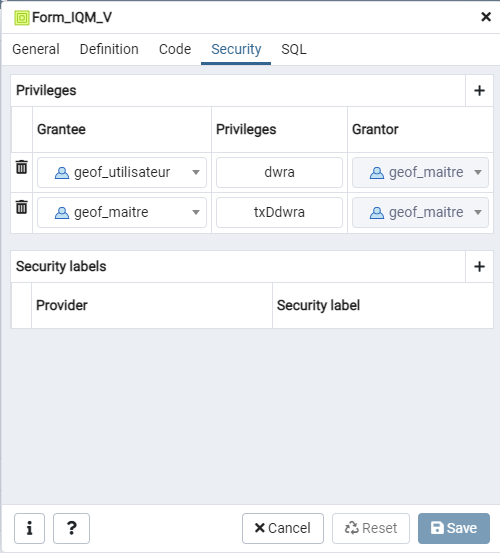 Form_IQM_V
General Definition Code Security SQL
Privileges
Grantee Privileges Grantor
geof_utilisateur dwra geof_maitre
geof_maitre txDdwra geof_maitre
Security labels
Provider Security label
i ? Cancel Reset Save